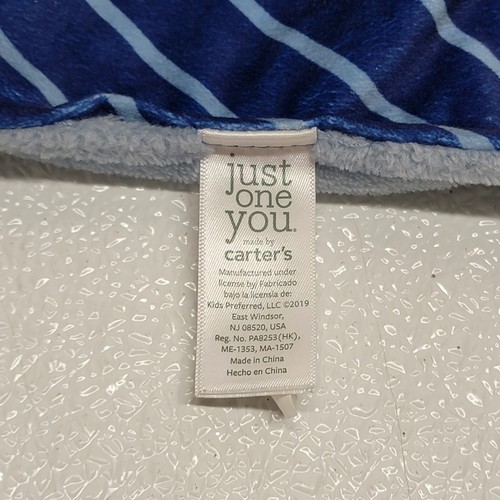 just
one
you.
made by
carter's
Manufactured under
license by/ Fabricado
bajo la licensia de:
Kids Preferred, LLC ©2019
East Windsor,
NJ 08520, USA
Reg. No. PA8253(HK),
ME-1353, MA-1507
Made in China
Hecho en China